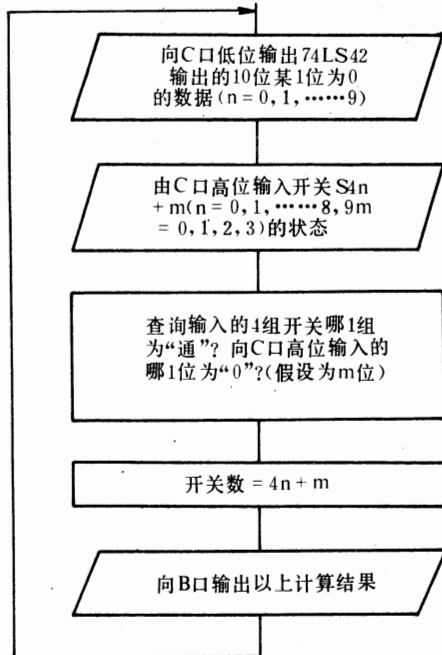 向C口低位输出74LS42
输出的10位某1位为0
的数据(n=0,1,……9)
由C口高位输入开关S4n
+m(n=0,1,……8,9m
=0,1,2,3)的状态
查询输入的4组开关哪1组
为“通”? 向C口高位输入的
哪1位为“0”?(假设为m位)
开关数=4n+m
向B口输出以上计算结果